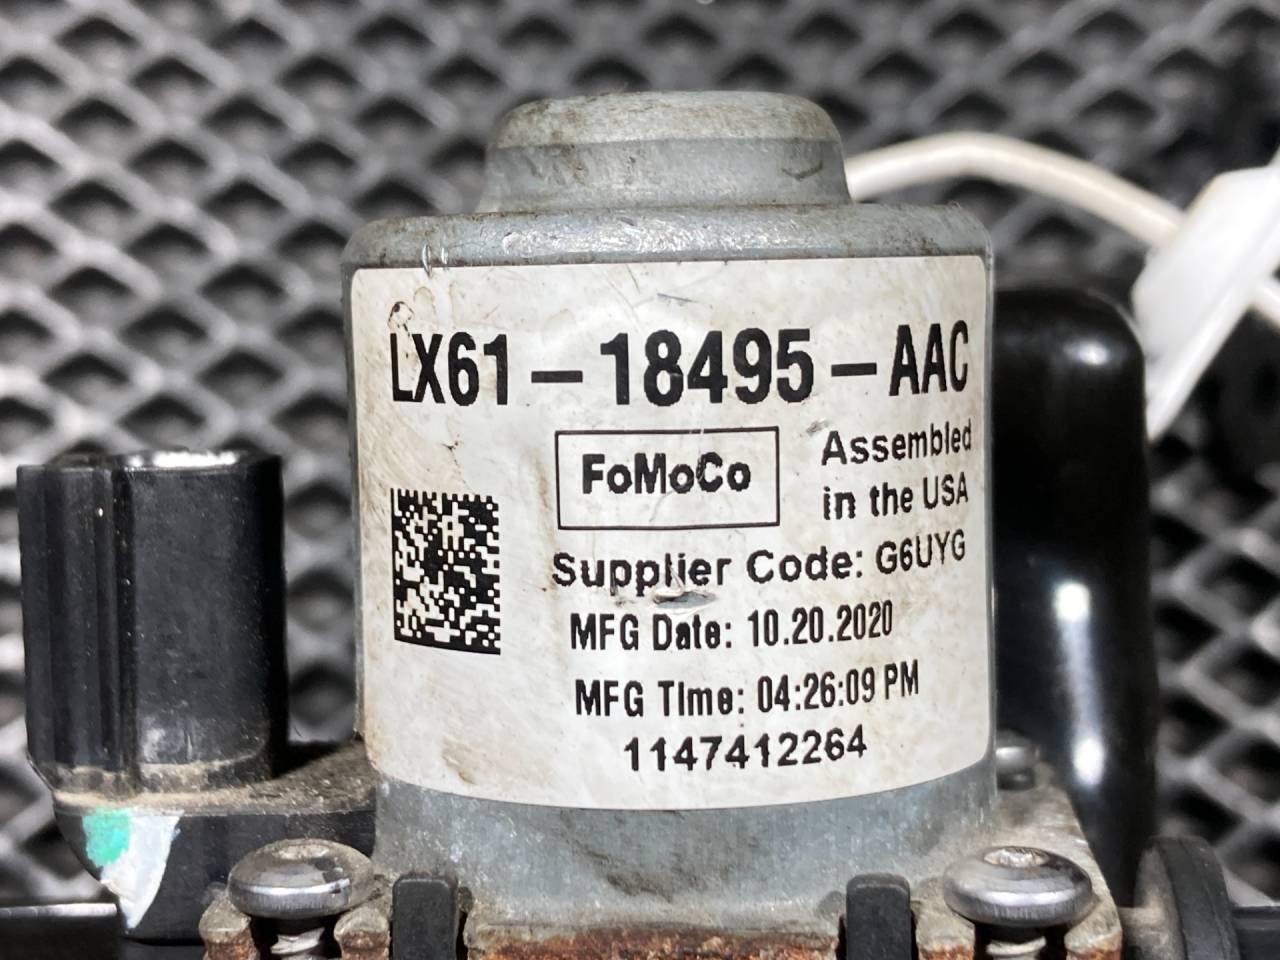 LX61-18495-AAC
FoMoCo
Assembled
in the USA
Supplier Code: G6UYG
MFG Date: 10.20.2020
MFG Time: 04:26:09 PM
1147412264